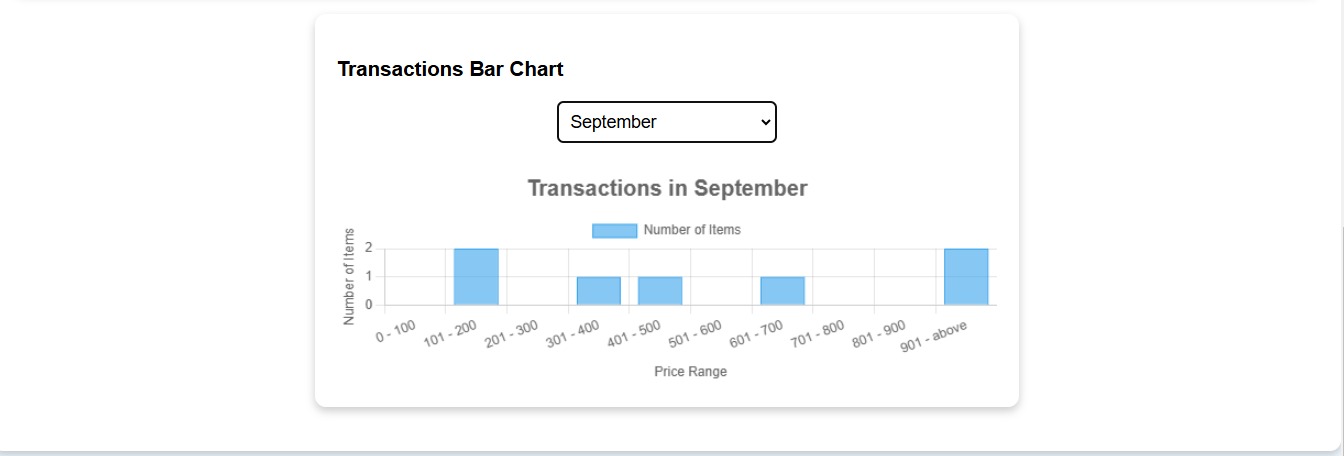 Transactions Bar Chart
September
Transactions in September
Number of Items
Number of Items
2
1
0
0 - 100
101 - 200
201 - 300
301 - 400
401 - 500
501 - 600
601 - 700
701 - 800
801 - 900
901 - above
Price Range